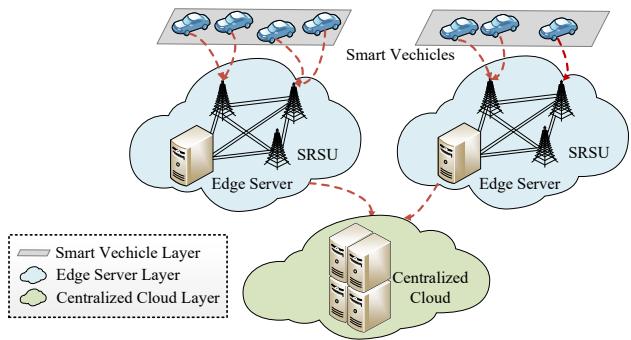 Smart Vechicles
SRSU
Edge Server
SRSU
Edge Server
Smart Vechicle Layer
Edge Server Layer
Centralized Cloud Layer
Centralized
Cloud